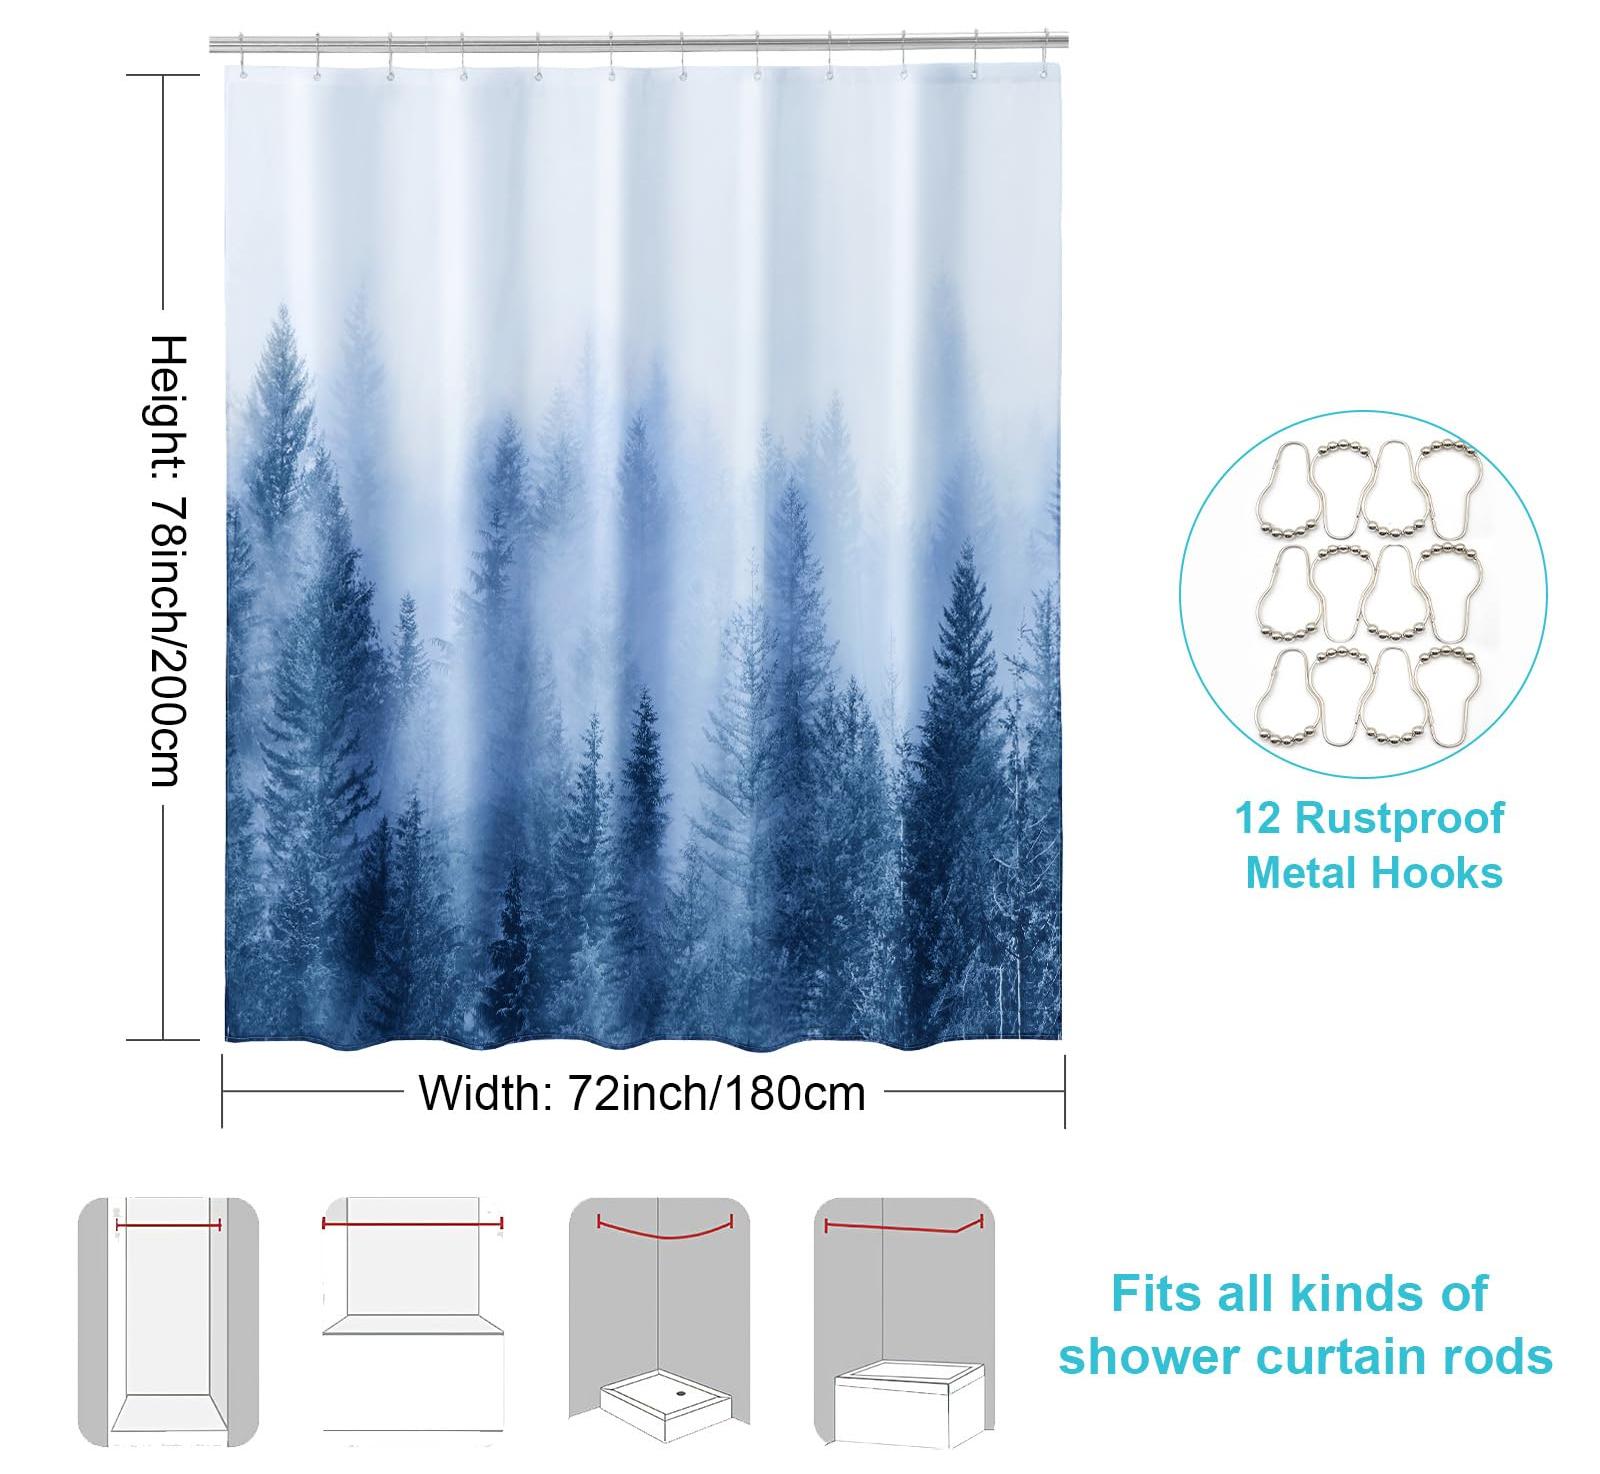 Height: 78inch/200cm
12 Rustproof
Metal Hooks
Width: 72inch/180cm
Fits all kinds of
shower curtain rods